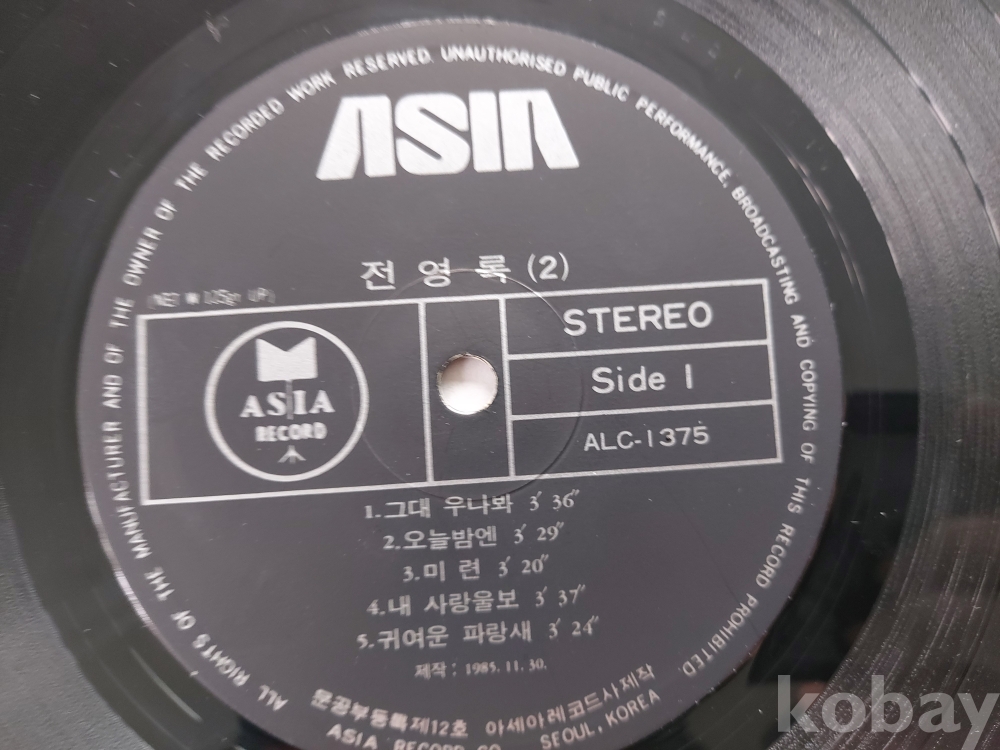 ALL RIGHTS OF THE MANUFACTURER AND OF THE OWNER OF THE RECORDED WORK RESERVED. UNAUTHORISED PUBLIC PERFORMANCE, BROADCASTING AND COPYING OF THIS RECORD PROHIBITED.
ASIA
전영록 (2)
(NET W 125gr UP)
ASIA
RECORD
STEREO
Side 1
ALC-1375
1.그대 우나봐 3′ 36″
2.오늘밤엔 3′ 29″
3.미 련 3′ 20″
4.내 사랑울보 3′ 37″
5.귀여운 파랑새 3′ 24″
제작 : 1985. 11. 30.
문공부등록제12호 아세아레코드사제작
ASIA RECORD CO. SEOUL, KOREA
kobay